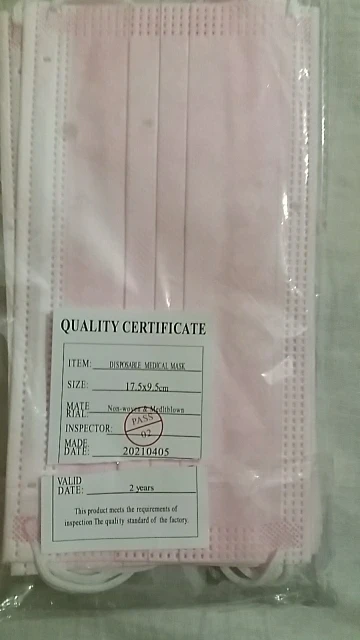 QUALITY CERTIFICATE
ITEM: DISPOSABLE MEDICAL MASK
SIZE: 17.5x9.5cm
MATE
RIAL: Non-woven & Medtblown
INSPECTOR: PASS 02
MADE
DATE: 20210405
VALID
DATE: 2 years
This product meets the requirements of
inspection The quality standard of the factory.